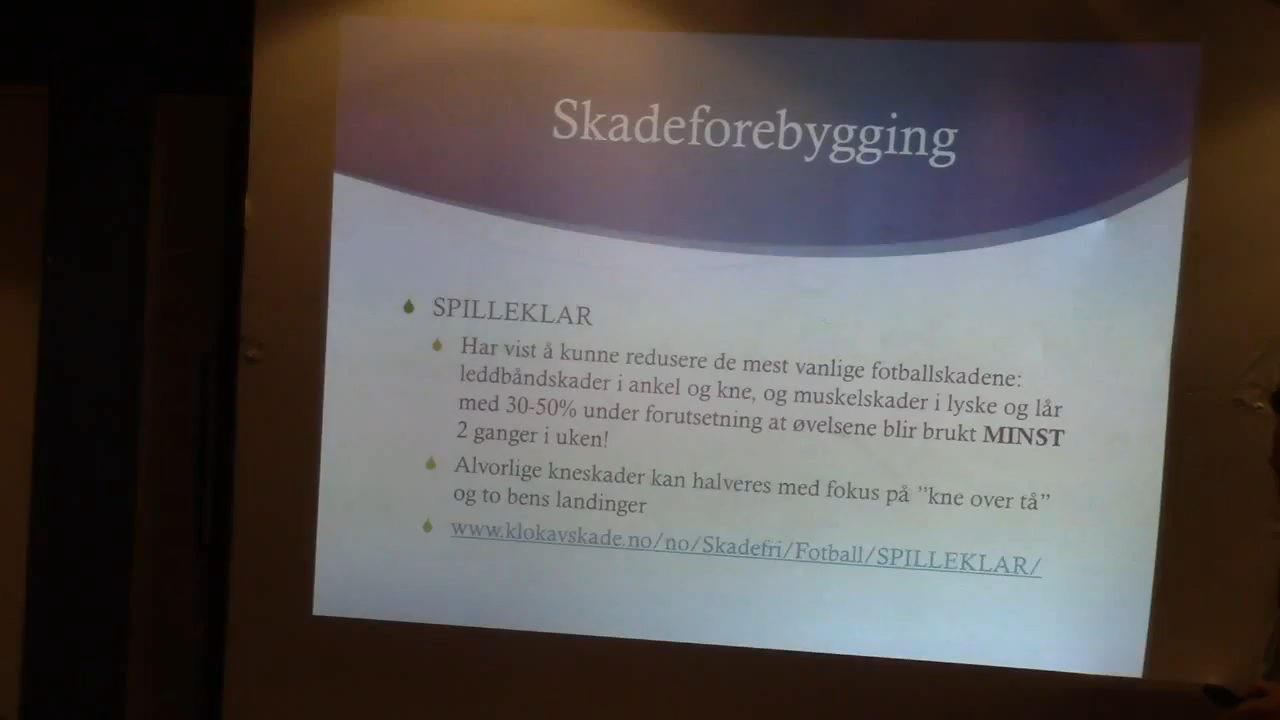 Skadeforebygging
SPILLEKLAR
Har vist å kunne redusere de mest vanlige fotballskadene:
leddbåndskader i ankel og kne, og muskelskader i lyske og lår
med 30-50% under forutsetning at øvelsene blir brukt MINST
2 ganger i uken!
Alvorlige kneskader kan halveres med fokus på ”kne over tå”
og to bens landinger
www.klokavskade.no/no/Skadefri/Fotball/SPILLEKLAR/